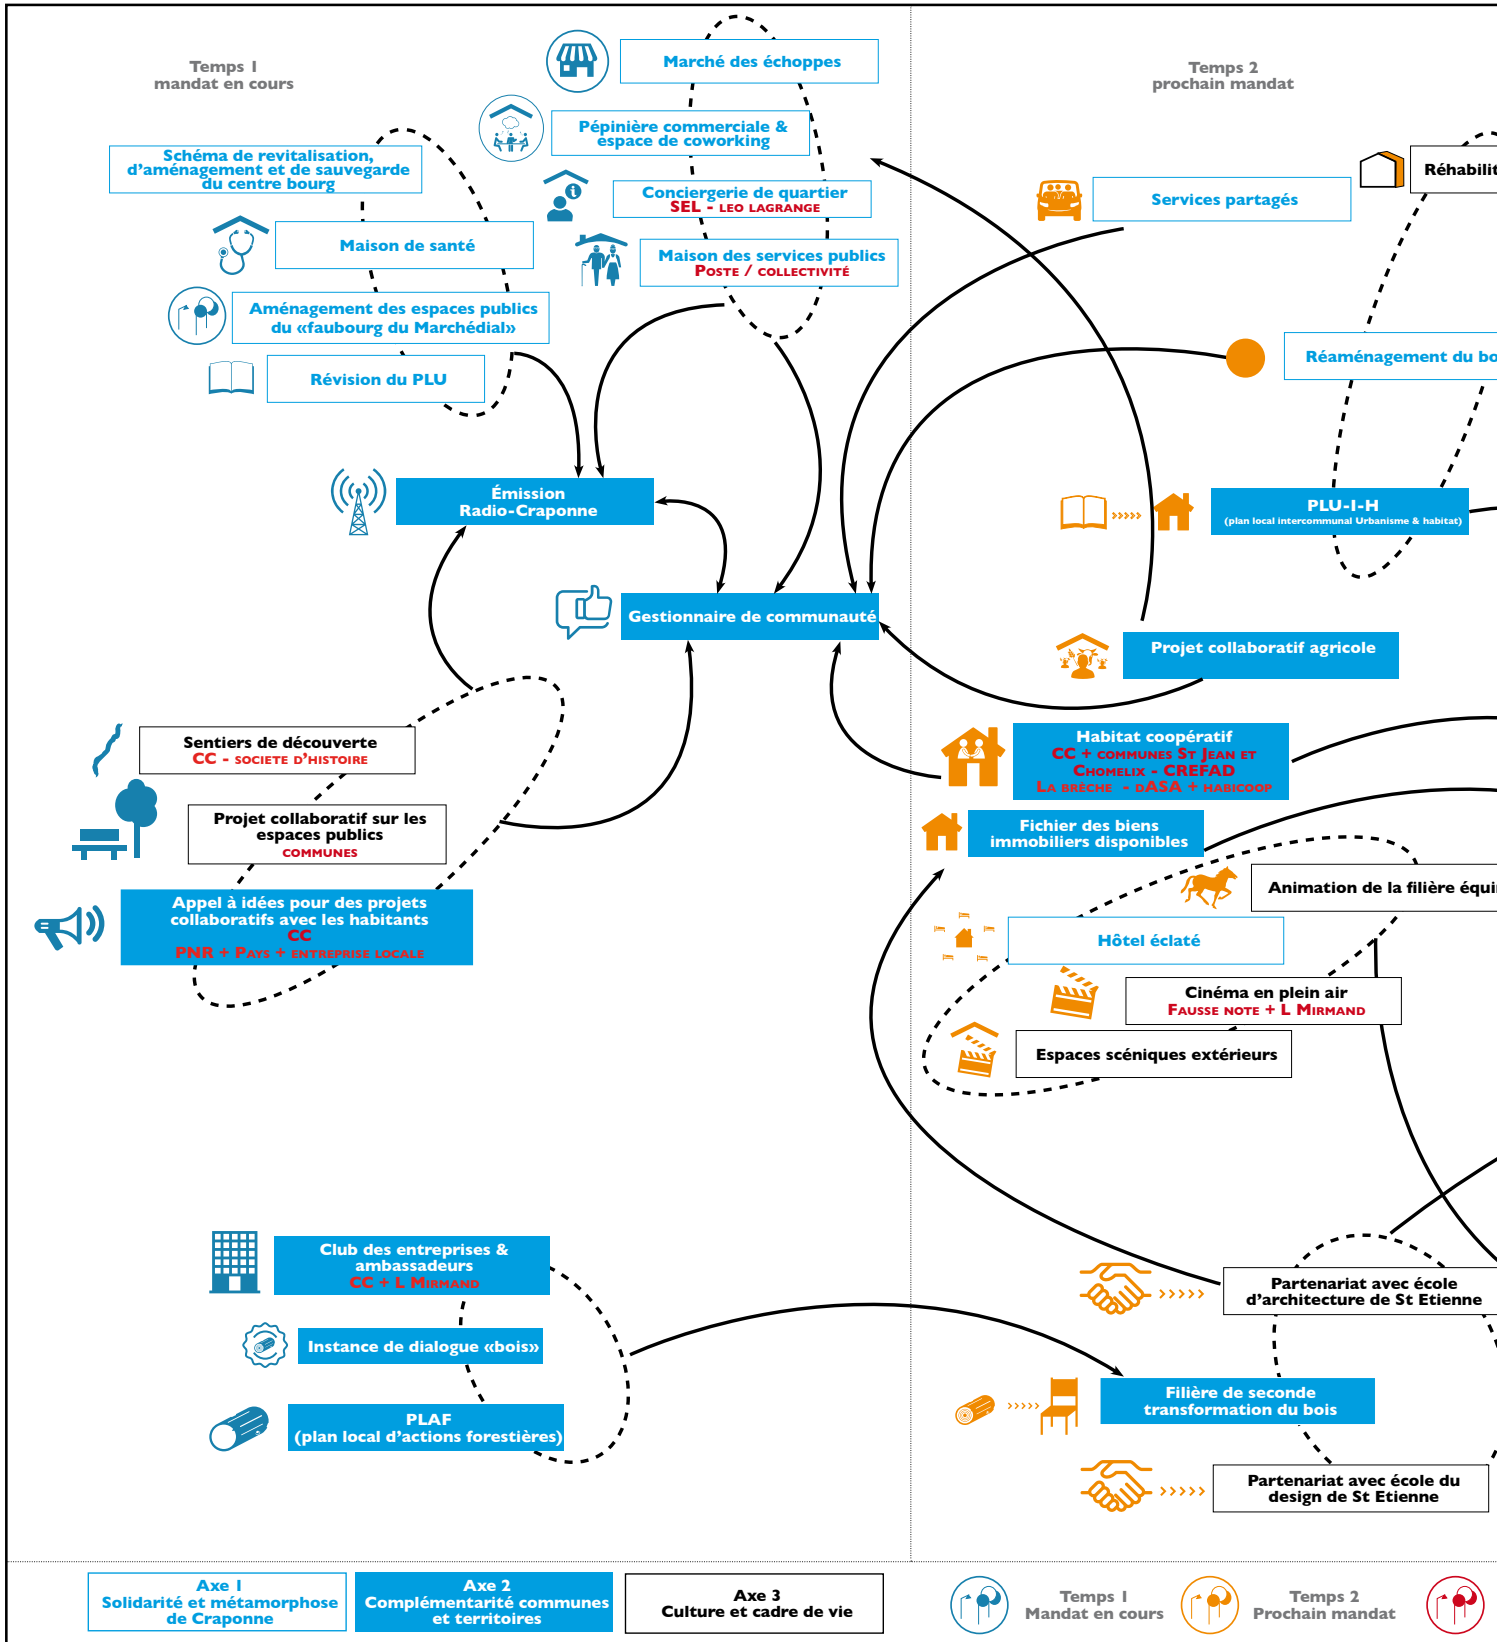 Temps 1
mandat en cours
Marché des échoppes
Pépinière commerciale &
espace de coworking
Schéma de revitalisation,
d'aménagement et de sauvegarde
du centre bourg
Conciergerie de quartier
SEL - LEO LAGRANGE
Maison de santé
Maison des services publics
POSTE / COLLECTIVITÉ
Aménagement des espaces publics
du «faubourg du Marchédial»
Révision du PLU
Émission
Radio-Craponne
Gestionnaire de communauté
Sentiers de découverte
CC - SOCIETE D'HISTOIRE
Projet collaboratif sur les
espaces publics
COMMUNES
Appel à idées pour des projets
collaboratifs avec les habitants
CC
PNR + PAYS + ENTREPRISE LOCALE
Club des entreprises &
ambassadeurs
CC + L MIRMAND
Instance de dialogue «bois»
PLAF
(plan local d'actions forestières)
Temps 2
prochain mandat
Réhabilit
Services partagés
Réaménagement du bo
PLU-I-H
(plan local intercommunal Urbanisme & habitat)
Projet collaboratif agricole
Habitat coopératif
CC + COMMUNES ST JEAN ET
CHOMELIX - CREFAD
LA BRÈCHE - DASA + HABICOOP
Fichier des biens
immobiliers disponibles
Animation de la filière équi
Hôtel éclaté
Cinéma en plein air
FAUSSE NOTE + L MIRMAND
Espaces scéniques extérieurs
Partenariat avec école
d'architecture de St Etienne
Filière de seconde
transformation du bois
Partenariat avec école du
design de St Etienne
Axe 1
Solidarité et métamorphose
de Craponne
Axe 2
Complémentarité communes
et territoires
Axe 3
Culture et cadre de vie
Temps 1
Mandat en cours
Temps 2
Prochain mandat